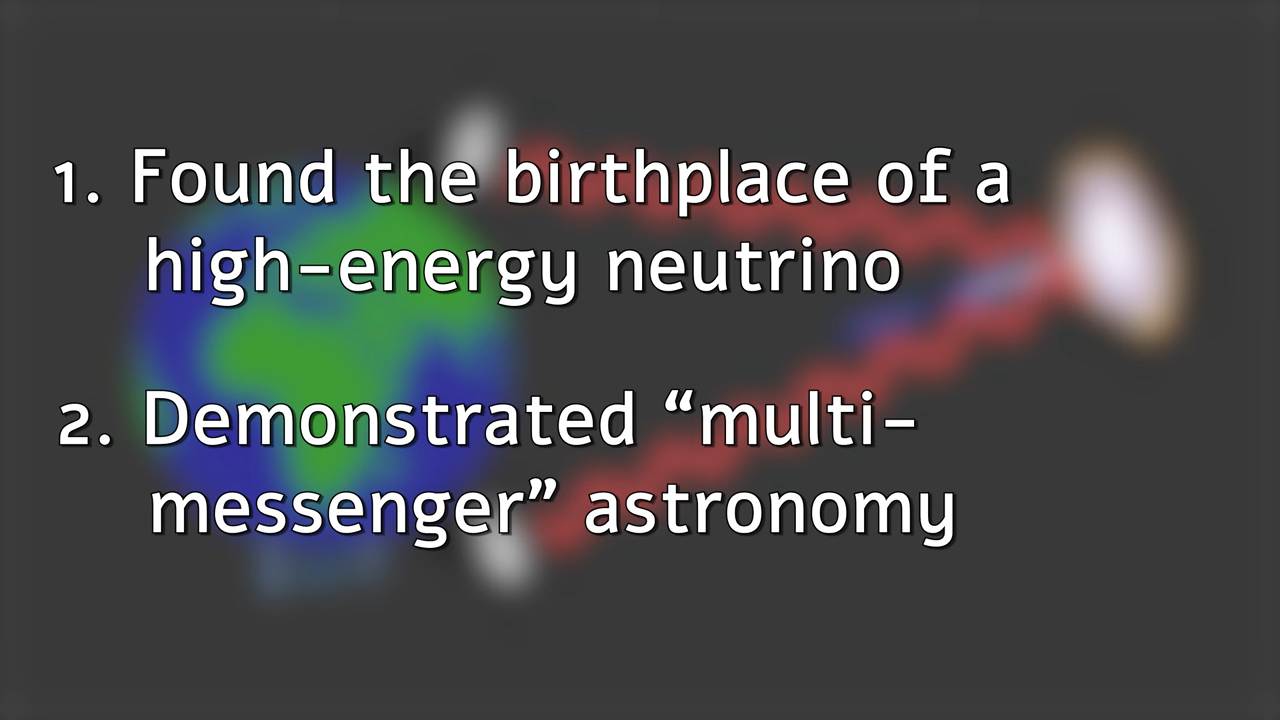 1. Found the birthplace of a
high-energy neutrino
2. Demonstrated “multi-
messenger” astronomy